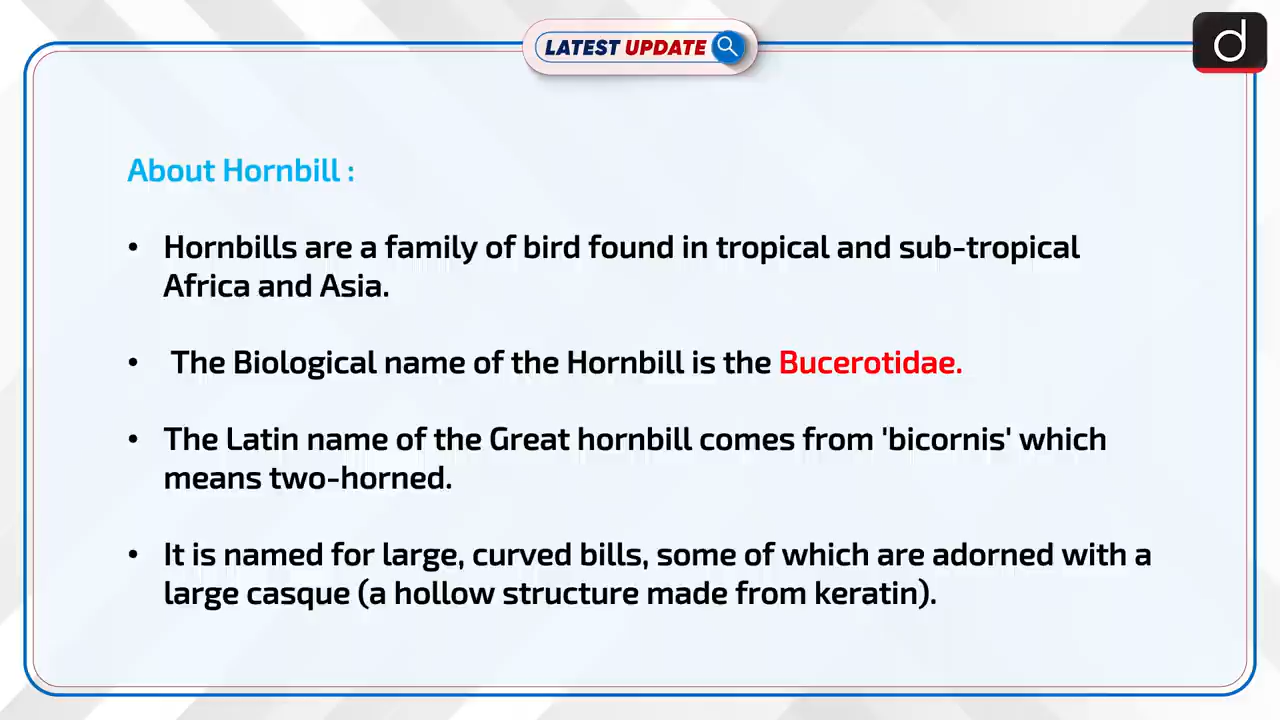 LATEST UPDATE
d
About Hornbill :
• Hornbills are a family of bird found in tropical and sub-tropical
Africa and Asia.
• The Biological name of the Hornbill is the Bucerotidae.
• The Latin name of the Great hornbill comes from 'bicornis' which
means two-horned.
• It is named for large, curved bills, some of which are adorned with a
large casque (a hollow structure made from keratin).